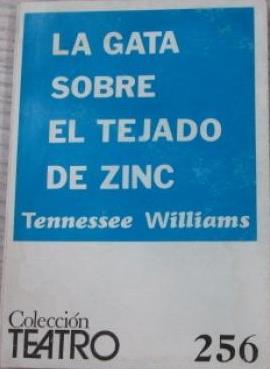 LA GATA
SOBRE
EL TEJADO
DE ZINC
Tennessee Williams
Colección
TEATRO
256